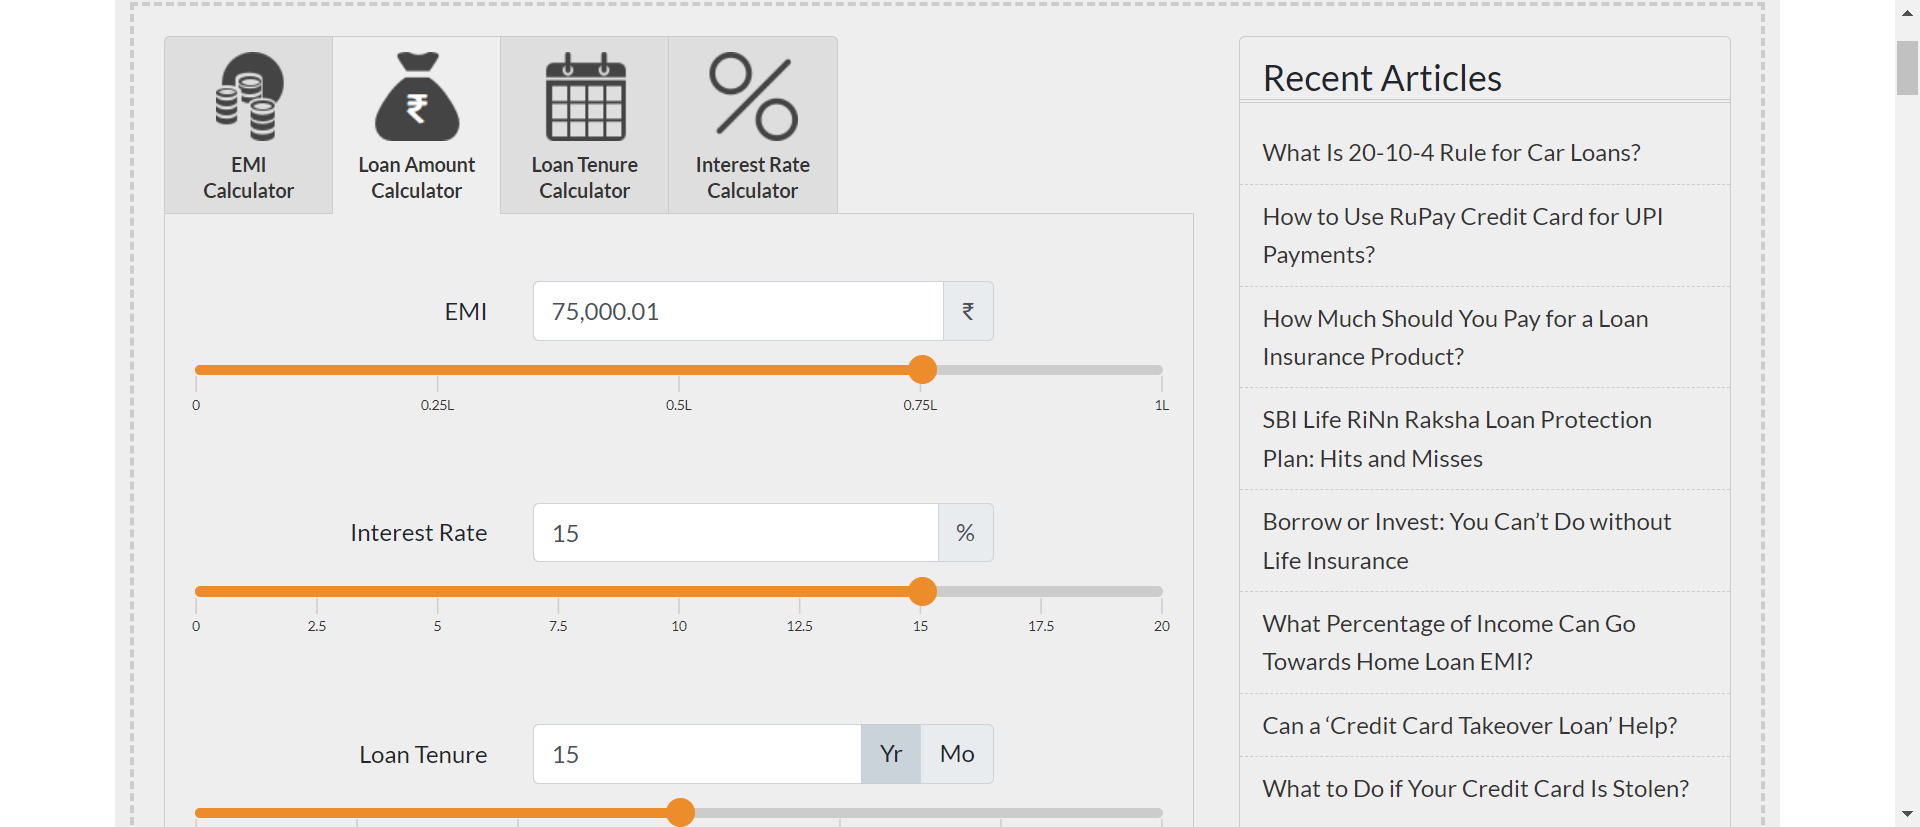 EMI
Calculator
Loan Amount
Calculator
Loan Tenure
Calculator
Interest Rate
Calculator
EMI
75,000.01
₹
0
0.25L
0.5L
0.75L
1L
Interest Rate
15
%
0
2.5
5
7.5
10
12.5
15
17.5
20
Loan Tenure
15
Yr
Mo
Recent Articles
What Is 20-10-4 Rule for Car Loans?
How to Use RuPay Credit Card for UPI
Payments?
How Much Should You Pay for a Loan
Insurance Product?
SBI Life RiNn Raksha Loan Protection
Plan: Hits and Misses
Borrow or Invest: You Can’t Do without
Life Insurance
What Percentage of Income Can Go
Towards Home Loan EMI?
Can a ‘Credit Card Takeover Loan’ Help?
What to Do if Your Credit Card Is Stolen?